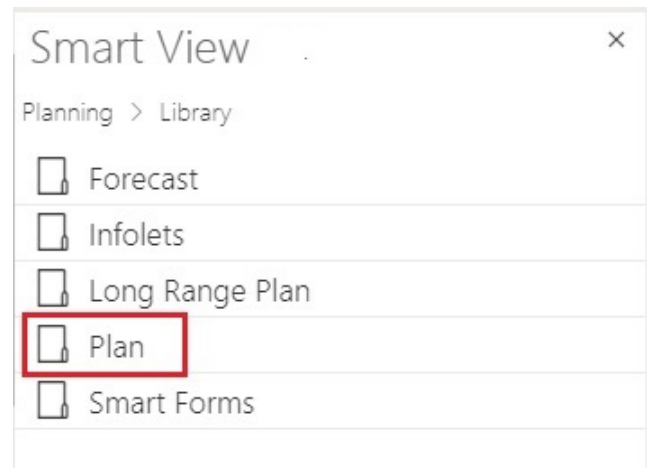 Smart View
Planning > Library
Forecast
Infolets
Long Range Plan
Plan
Smart Forms